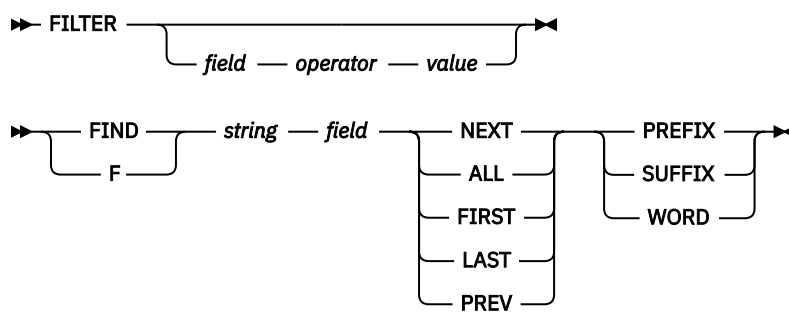 FILTER
field operator value
FIND string field NEXT PREFIX
F ALL SUFFIX
FIRST WORD
LAST
PREV